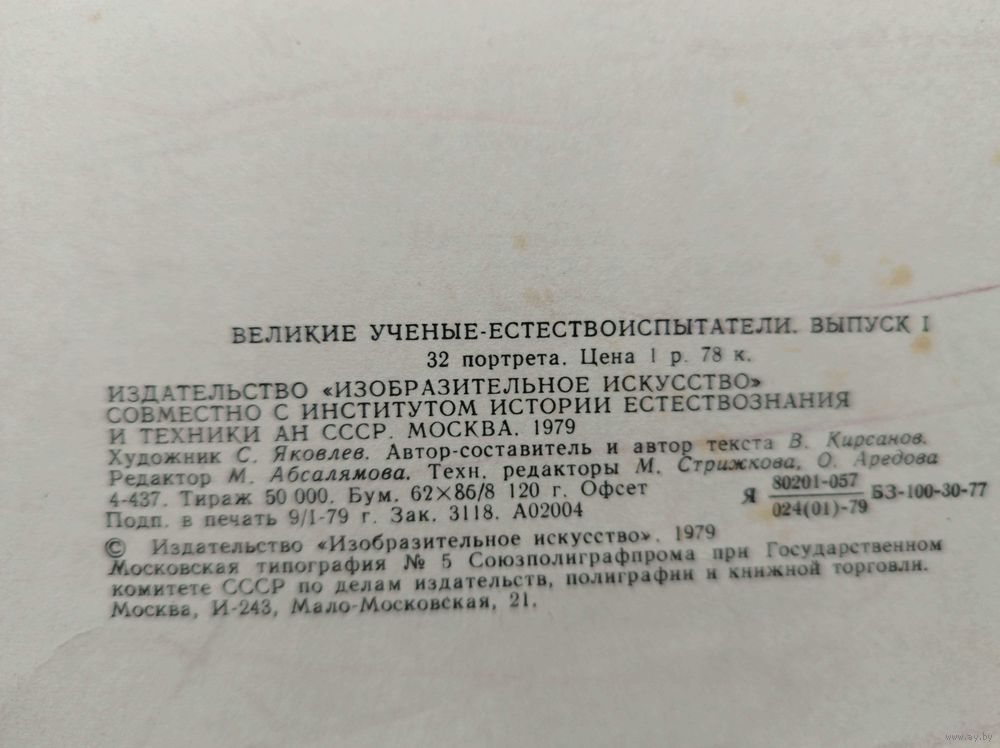 ВЕЛИКИЕ УЧЕНЫЕ-ЕСТЕСТВОИСПЫТАТЕЛИ. ВЫПУСК I
32 портрета. Цена 1 р. 78 к.
ИЗДАТЕЛЬСТВО «ИЗОБРАЗИТЕЛЬНОЕ ИСКУССТВО»
СОВМЕСТНО С ИНСТИТУТОМ ИСТОРИИ ЕСТЕСТВОЗНАНИЯ
И ТЕХНИКИ АН СССР. МОСКВА. 1979
Художник С. Яковлев. Автор-составитель и автор текста В. Кирсанов.
Редактор М. Абсалямова. Техн. редакторы М. Стрижкова, О. Аредова
4-437. Тираж 50 000. Бум. 62×86/8 120 г. Офсет
Подп. в печать 9/1-79 г. Зак. 3118. А02004
Я 80201-057 БЗ-100-30-77
024(01)-79
© Издательство «Изобразительное искусство». 1979
Московская типография № 5 Союзполиграфпрома при Государственном
комитете СССР по делам издательств, полиграфии и книжной торговли.
Москва, И-243, Мало-Московская, 21.
www.ay.by